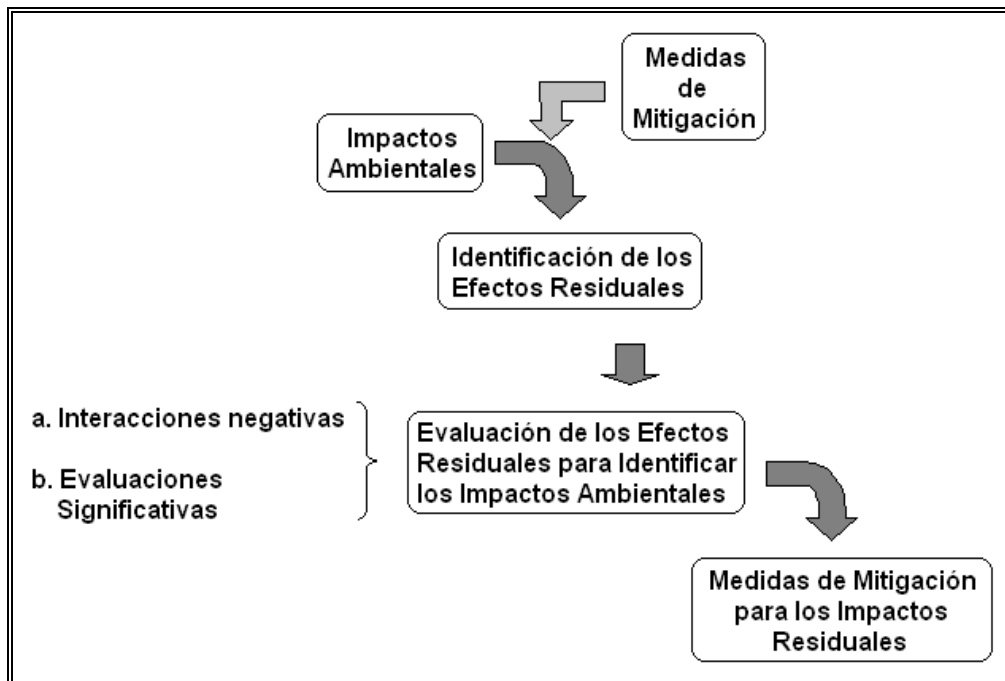 Medidas
de
Mitigación
Impactos
Ambientales
Identificación de los
Efectos Residuales
a. Interacciones negativas
b. Evaluaciones
Significativas
Evaluación de los Efectos
Residuales para Identificar
los Impactos Ambientales
Medidas de Mitigación
para los Impactos
Residuales